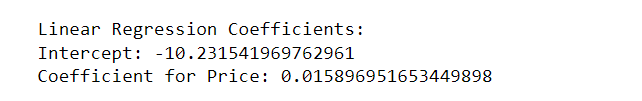 Linear Regression Coefficients:
Intercept: -10.231541969762961
Coefficient for Price: 0.015896951653449898